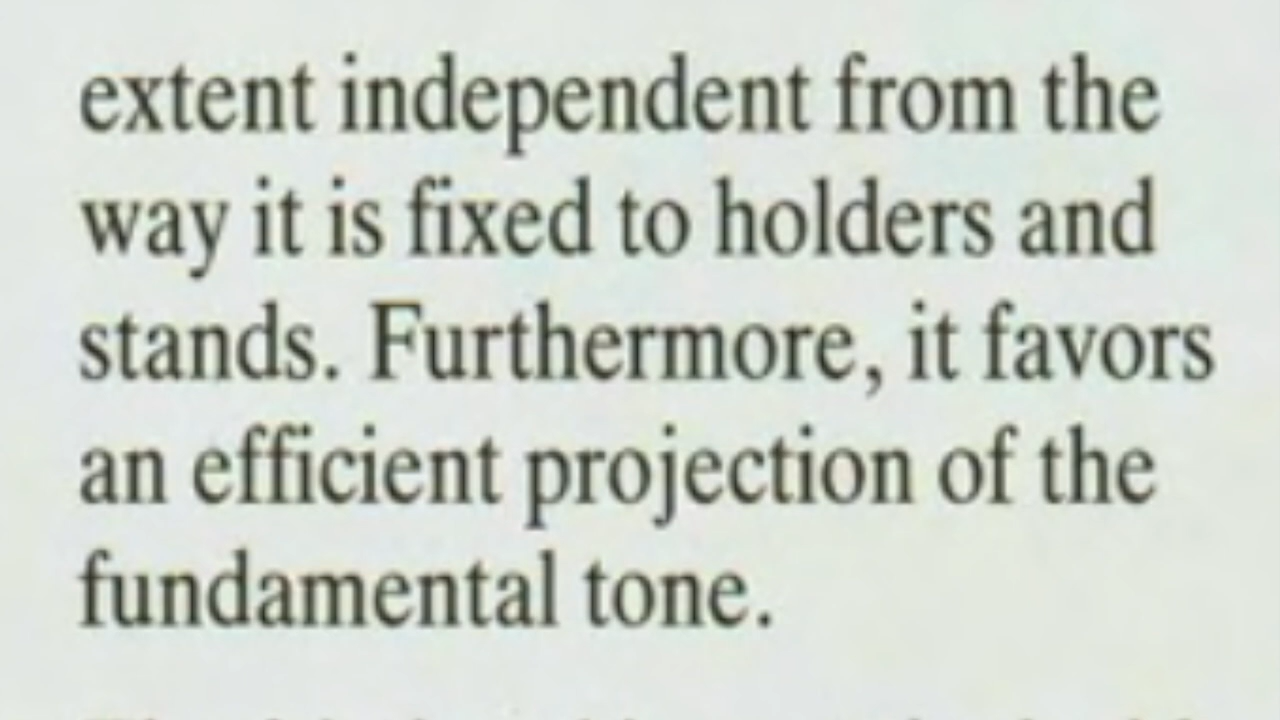 extent independent from the
way it is fixed to holders and
stands. Furthermore, it favors
an efficient projection of the
fundamental tone.